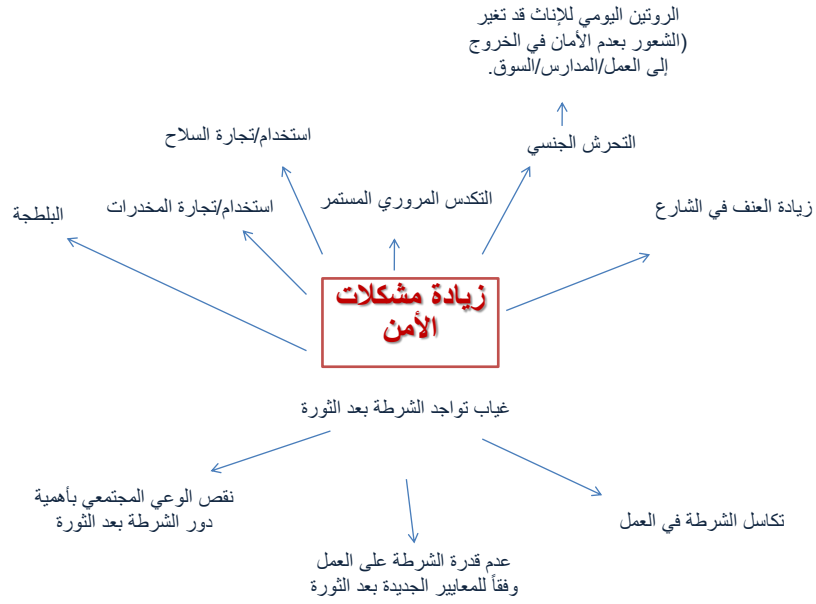 الروتين اليومي للإناث قد تغير
(الشعور بعدم الأمان في الخروج
إلى العمل/المدارس/السوق.
استخدام/تجارة السلاح
التحرش الجنسي
البلطجة
استخدام/تجارة المخدرات
التكدس المروري المستمر
زيادة العنف في الشارع
زيادة مشكلات
الأمن
غياب تواجد الشرطة بعد الثورة
نقص الوعي المجتمعي بأهمية
دور الشرطة بعد الثورة
تكاسل الشرطة في العمل
عدم قدرة الشرطة على العمل
وفقاً للمعايير الجديدة بعد الثورة